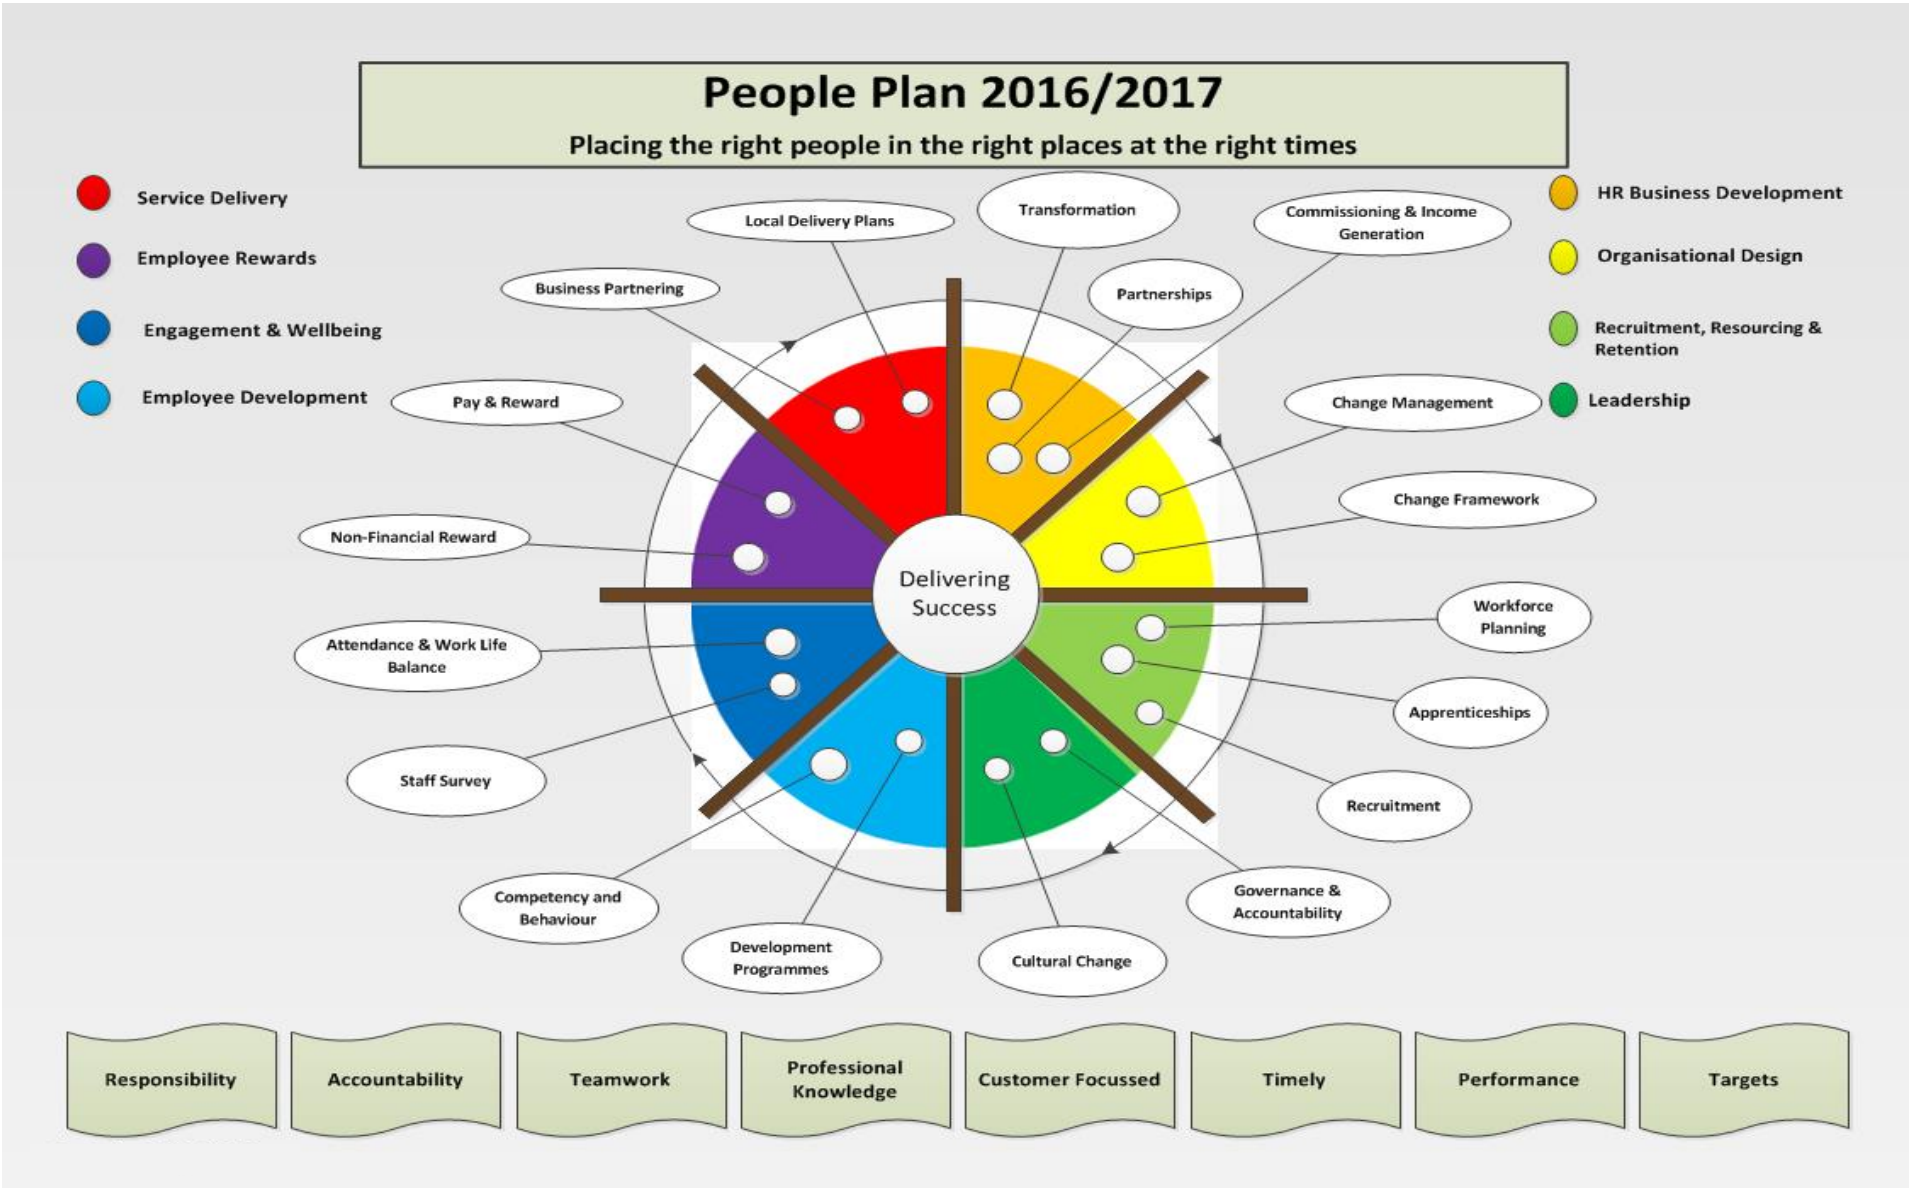 People Plan 2016/2017
Placing the right people in the right places at the right times
Service Delivery
Employee Rewards
Engagement & Wellbeing
Employee Development
HR Business Development
Organisational Design
Recruitment, Resourcing &
Retention
Leadership
Local Delivery Plans
Transformation
Commissioning & Income
Generation
Business Partnering
Partnerships
Pay & Reward
Change Management
Non-Financial Reward
Change Framework
Delivering
Success
Attendance & Work Life
Balance
Workforce
Planning
Staff Survey
Apprenticeships
Recruitment
Competency and
Behaviour
Governance &
Accountability
Development
Programmes
Cultural Change
Responsibility
Accountability
Teamwork
Professional
Knowledge
Customer Focussed
Timely
Performance
Targets